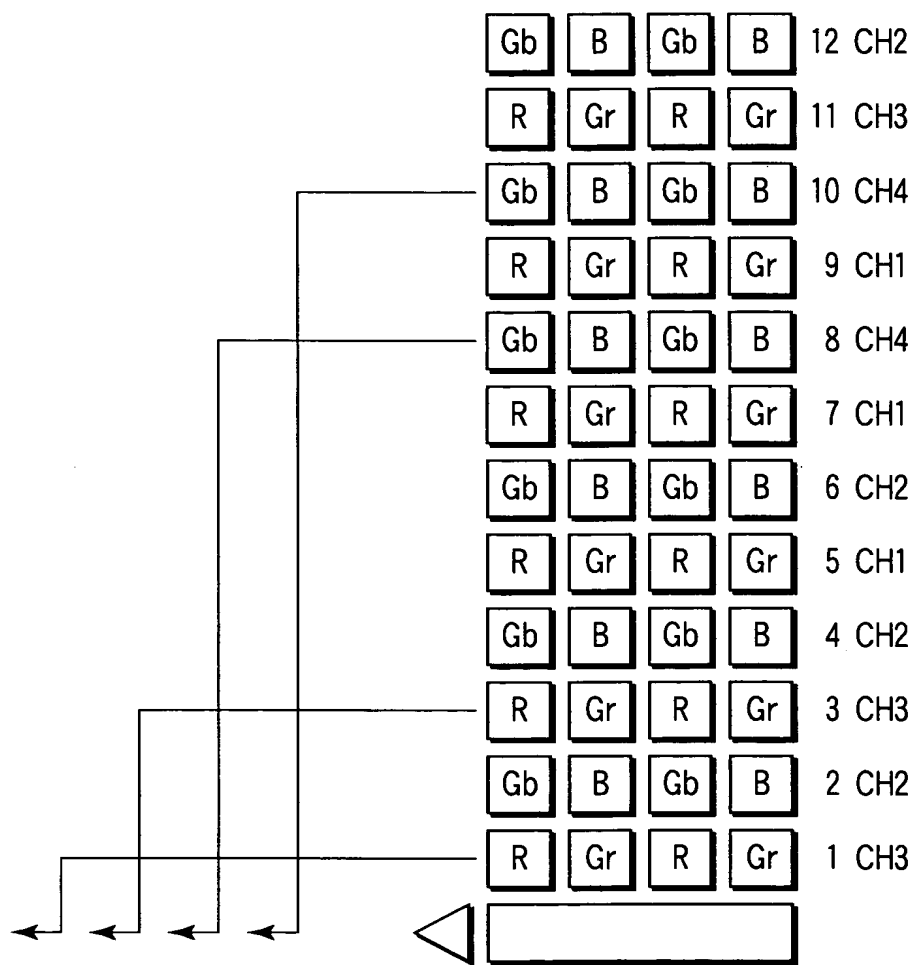 Gb B Gb B 12 CH2
R Gr R Gr 11 CH3
Gb B Gb B 10 CH4
R Gr R Gr 9 CH1
Gb B Gb B 8 CH4
R Gr R Gr 7 CH1
Gb B Gb B 6 CH2
R Gr R Gr 5 CH1
Gb B Gb B 4 CH2
R Gr R Gr 3 CH3
Gb B Gb B 2 CH2
R Gr R Gr 1 CH3